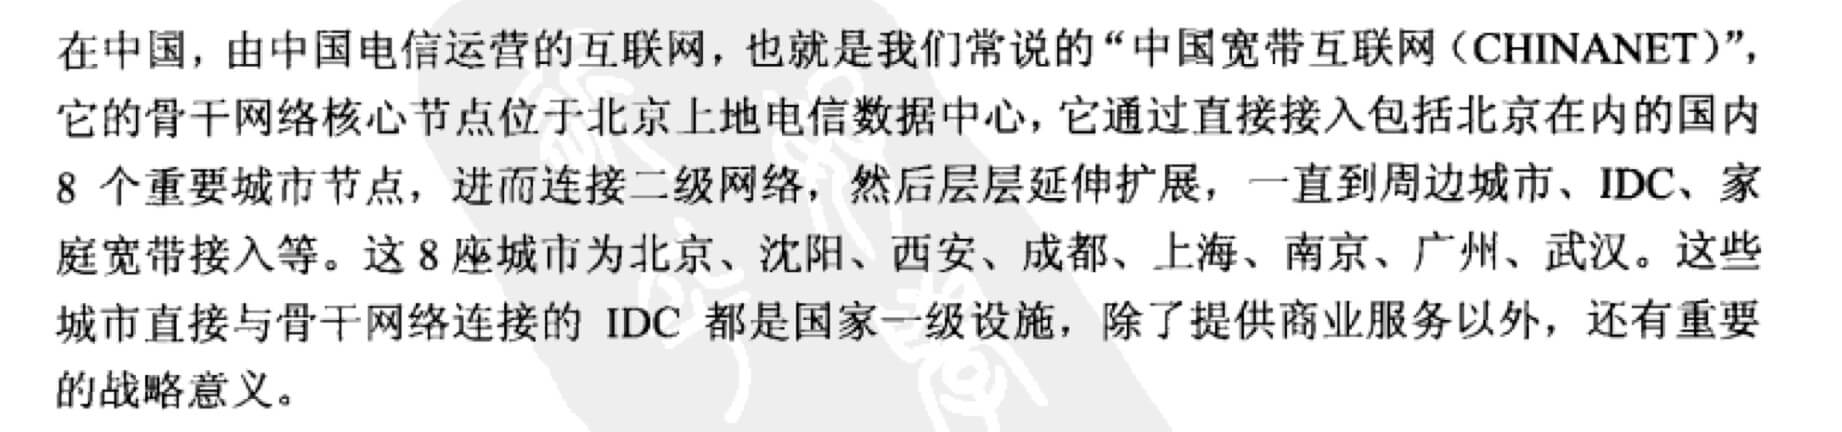 在中国，由中国电信运营的互联网，也就是我们常说的“中国宽带互联网（CHINANET）”，
它的骨干网络核心节点位于北京上地电信数据中心，它通过直接接入包括北京在内的国内
8 个重要城市节点，进而连接二级网络，然后层层延伸扩展，一直到周边城市、IDC、家
庭宽带接入等。这 8 座城市为北京、沈阳、西安、成都、上海、南京、广州、武汉。这些
城市直接与骨干网络连接的 IDC 都是国家一级设施，除了提供商业服务以外，还有重要
的战略意义。